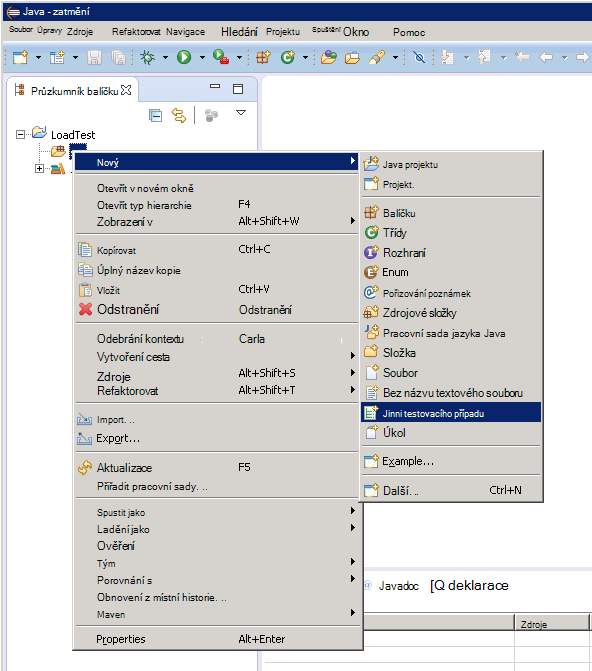 Java - zatmění
Soubor Úpravy Zdroje Refaktorovat Navigace Hledání Projektu Spuštění Okno Pomoc
Průzkumník balíčku
LoadTest
Nový
Otevřít v novém okně
Otevřít typ hierarchie F4
Zobrazení v Alt+Shift+W
Kopírovat Ctrl+C
Úplný název kopie
Vložit Ctrl+V
Odstranění Odstranění
Odebrání kontextu Carla
Vytvoření cesta
Zdroje Alt+Shift+S
Refaktorovat Alt+Shift+T
Import. ..
Export...
Aktualizace F5
Přiřadit pracovní sady. ..
Spustit jako
Ladění jako
Ověření
Tým
Porovnání s
Obnovení z místní historie. ..
Maven
Properties Alt+Enter
Java projektu
Projekt.
Balíčku
Třídy
Rozhraní
Enum
Pořizování poznámek
Zdrojové složky
Pracovní sada jazyka Java
Složka
Soubor
Bez názvu textového souboru
Jinni testovacího případu
Úkol
Example...
Další. .. Ctrl+N
@ Javadoc [Q deklarace
Zdroje